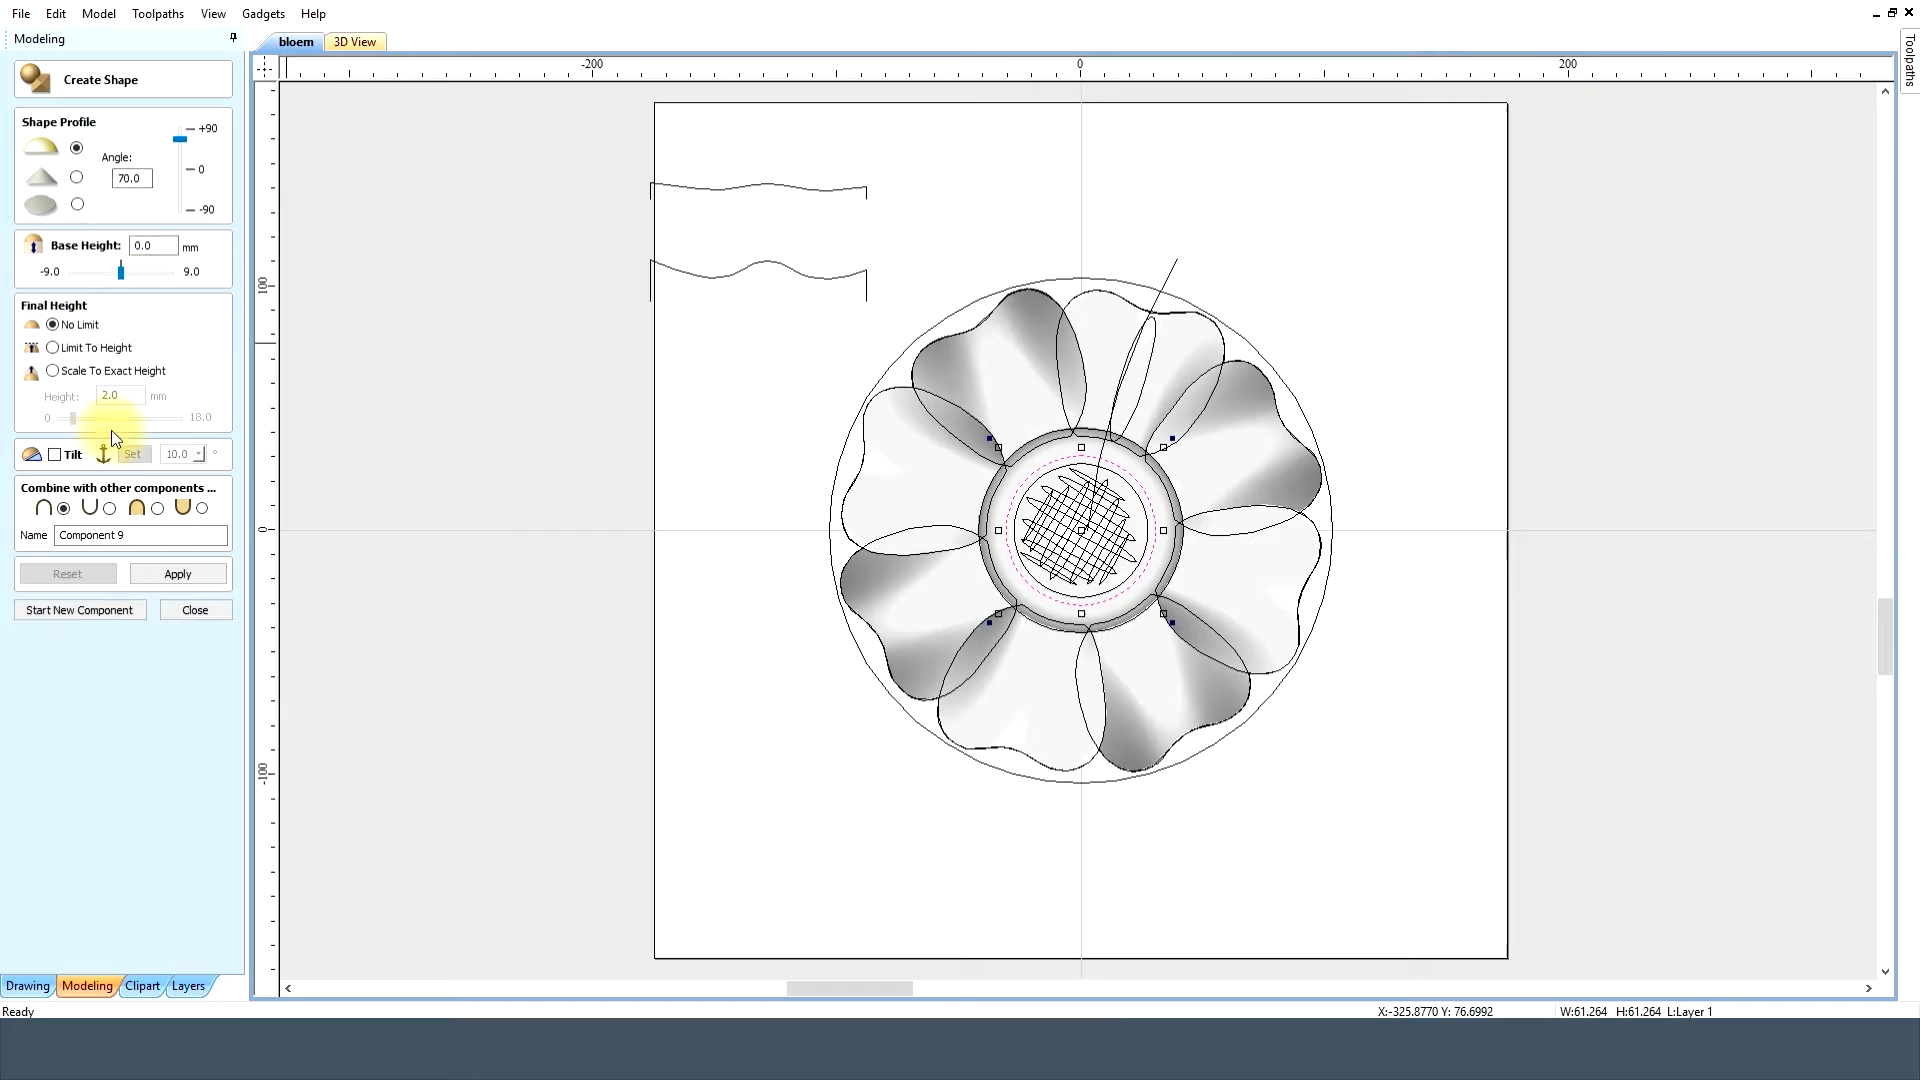 File Edit Model Toolpaths View Gadgets Help
Modeling
bloem 3D View
Toolpaths
-200 0 200
Create Shape
Shape Profile
+90
Angle:
0
70.0
-90
Base Height: 0.0 mm
-9.0 9.0
100
Final Height
No Limit
Limit To Height
Scale To Exact Height
Height: 2.0 mm
0 18.0
Tilt Set 10.0 °
Combine with other components ...
Name Component 9
0
Reset Apply
Start New Component Close
-100
Drawing Modeling Clipart Layers
Ready X:-325.8770 Y: 76.6992 W:61.264 H:61.264 L:Layer 1